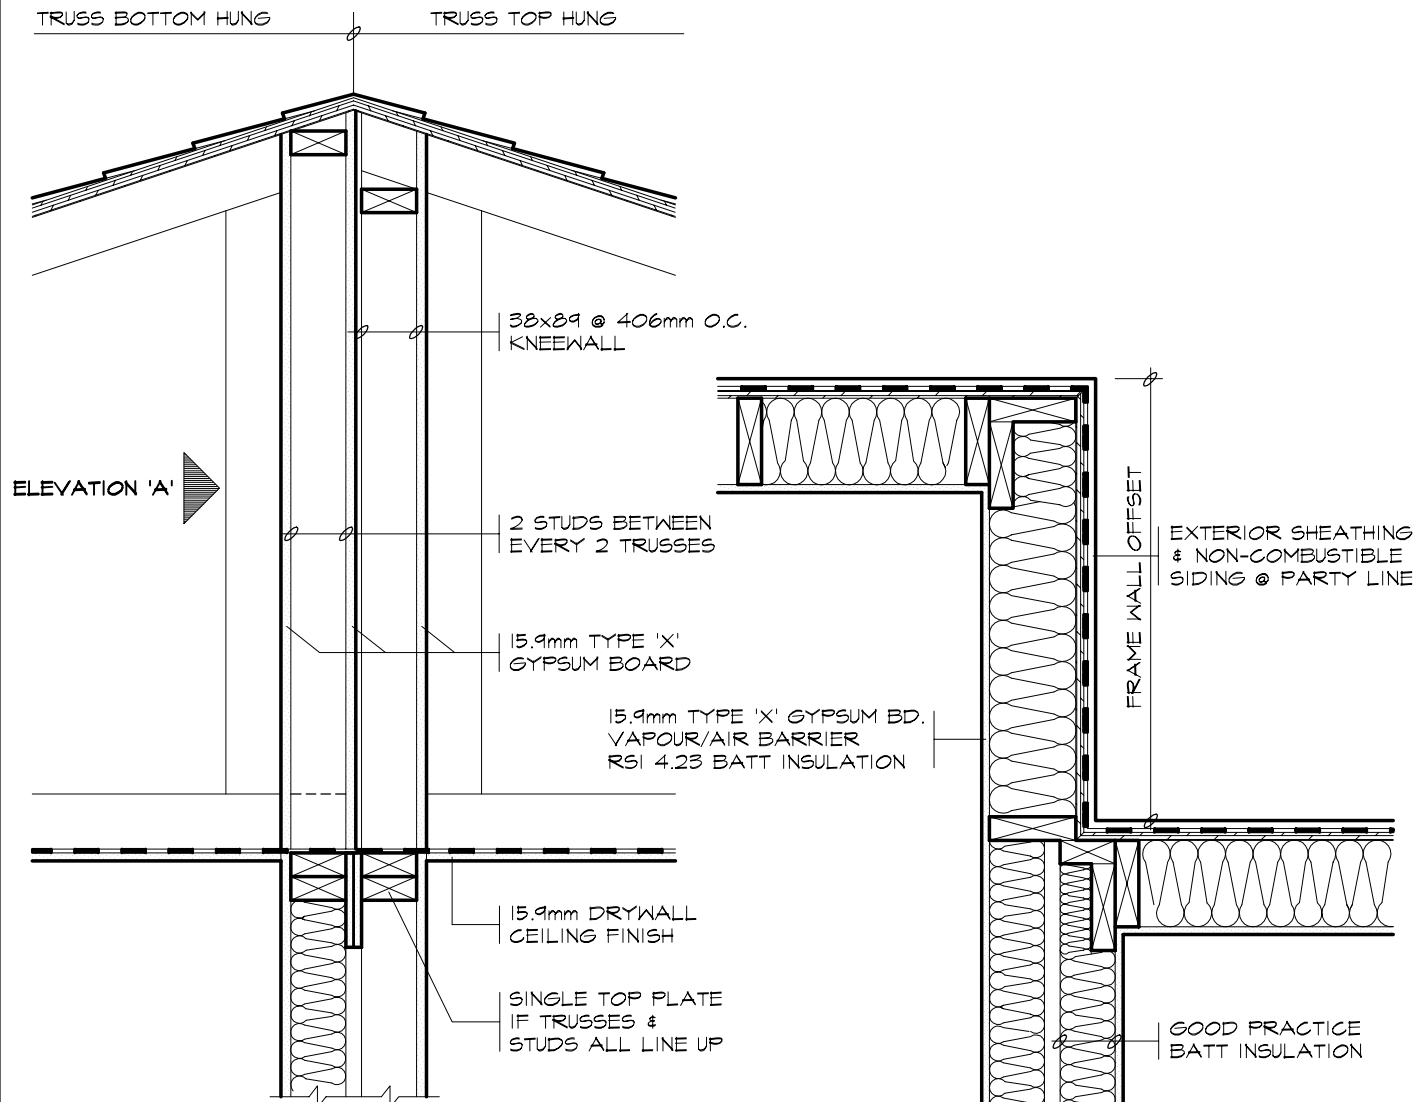 TRUSS BOTTOM HUNG
TRUSS TOP HUNG
38x89 @ 406mm O.C.
KNEEWALL
ELEVATION 'A'
2 STUDS BETWEEN
EVERY 2 TRUSSES
15.9mm TYPE 'X'
GYPSUM BOARD
15.9mm DRYWALL
CEILING FINISH
SINGLE TOP PLATE
IF TRUSSES &
STUDS ALL LINE UP
FRAME WALL OFFSET
EXTERIOR SHEATHING
& NON-COMBUSTIBLE
SIDING @ PARTY LINE
15.9mm TYPE 'X' GYPSUM BD.
VAPOUR/AIR BARRIER
RSI 4.23 BATT INSULATION
GOOD PRACTICE
BATT INSULATION